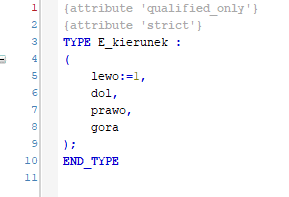 1 {attribute 'qualified_only'}
2 {attribute 'strict'}
3 TYPE E_kierunek :
4 (
5 lewo:=1,
6 dol,
7 prawo,
8 gora
9 );
10 END_TYPE
11